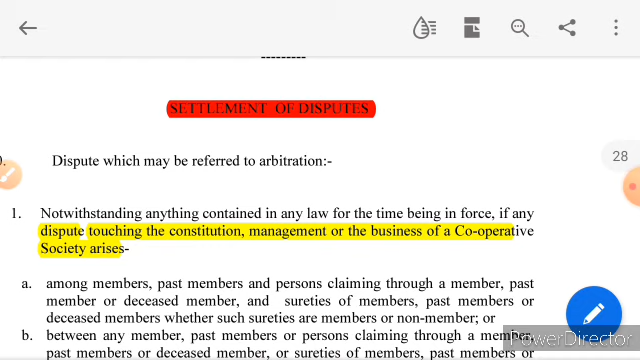 ---------
SETTLEMENT OF DISPUTES
0. Dispute which may be referred to arbitration:-
28
1. Notwithstanding anything contained in any law for the time being in force, if any
dispute touching the constitution, management or the business of a Co-operative
Society arises-
a. among members, past members and persons claiming through a member, past
member or deceased member, and sureties of members, past members or
deceased members whether such sureties are members or non-member; or
b. between any member, past members or persons claiming through a member,
past members or deceased member, or sureties of members, past members or
PowerDirector